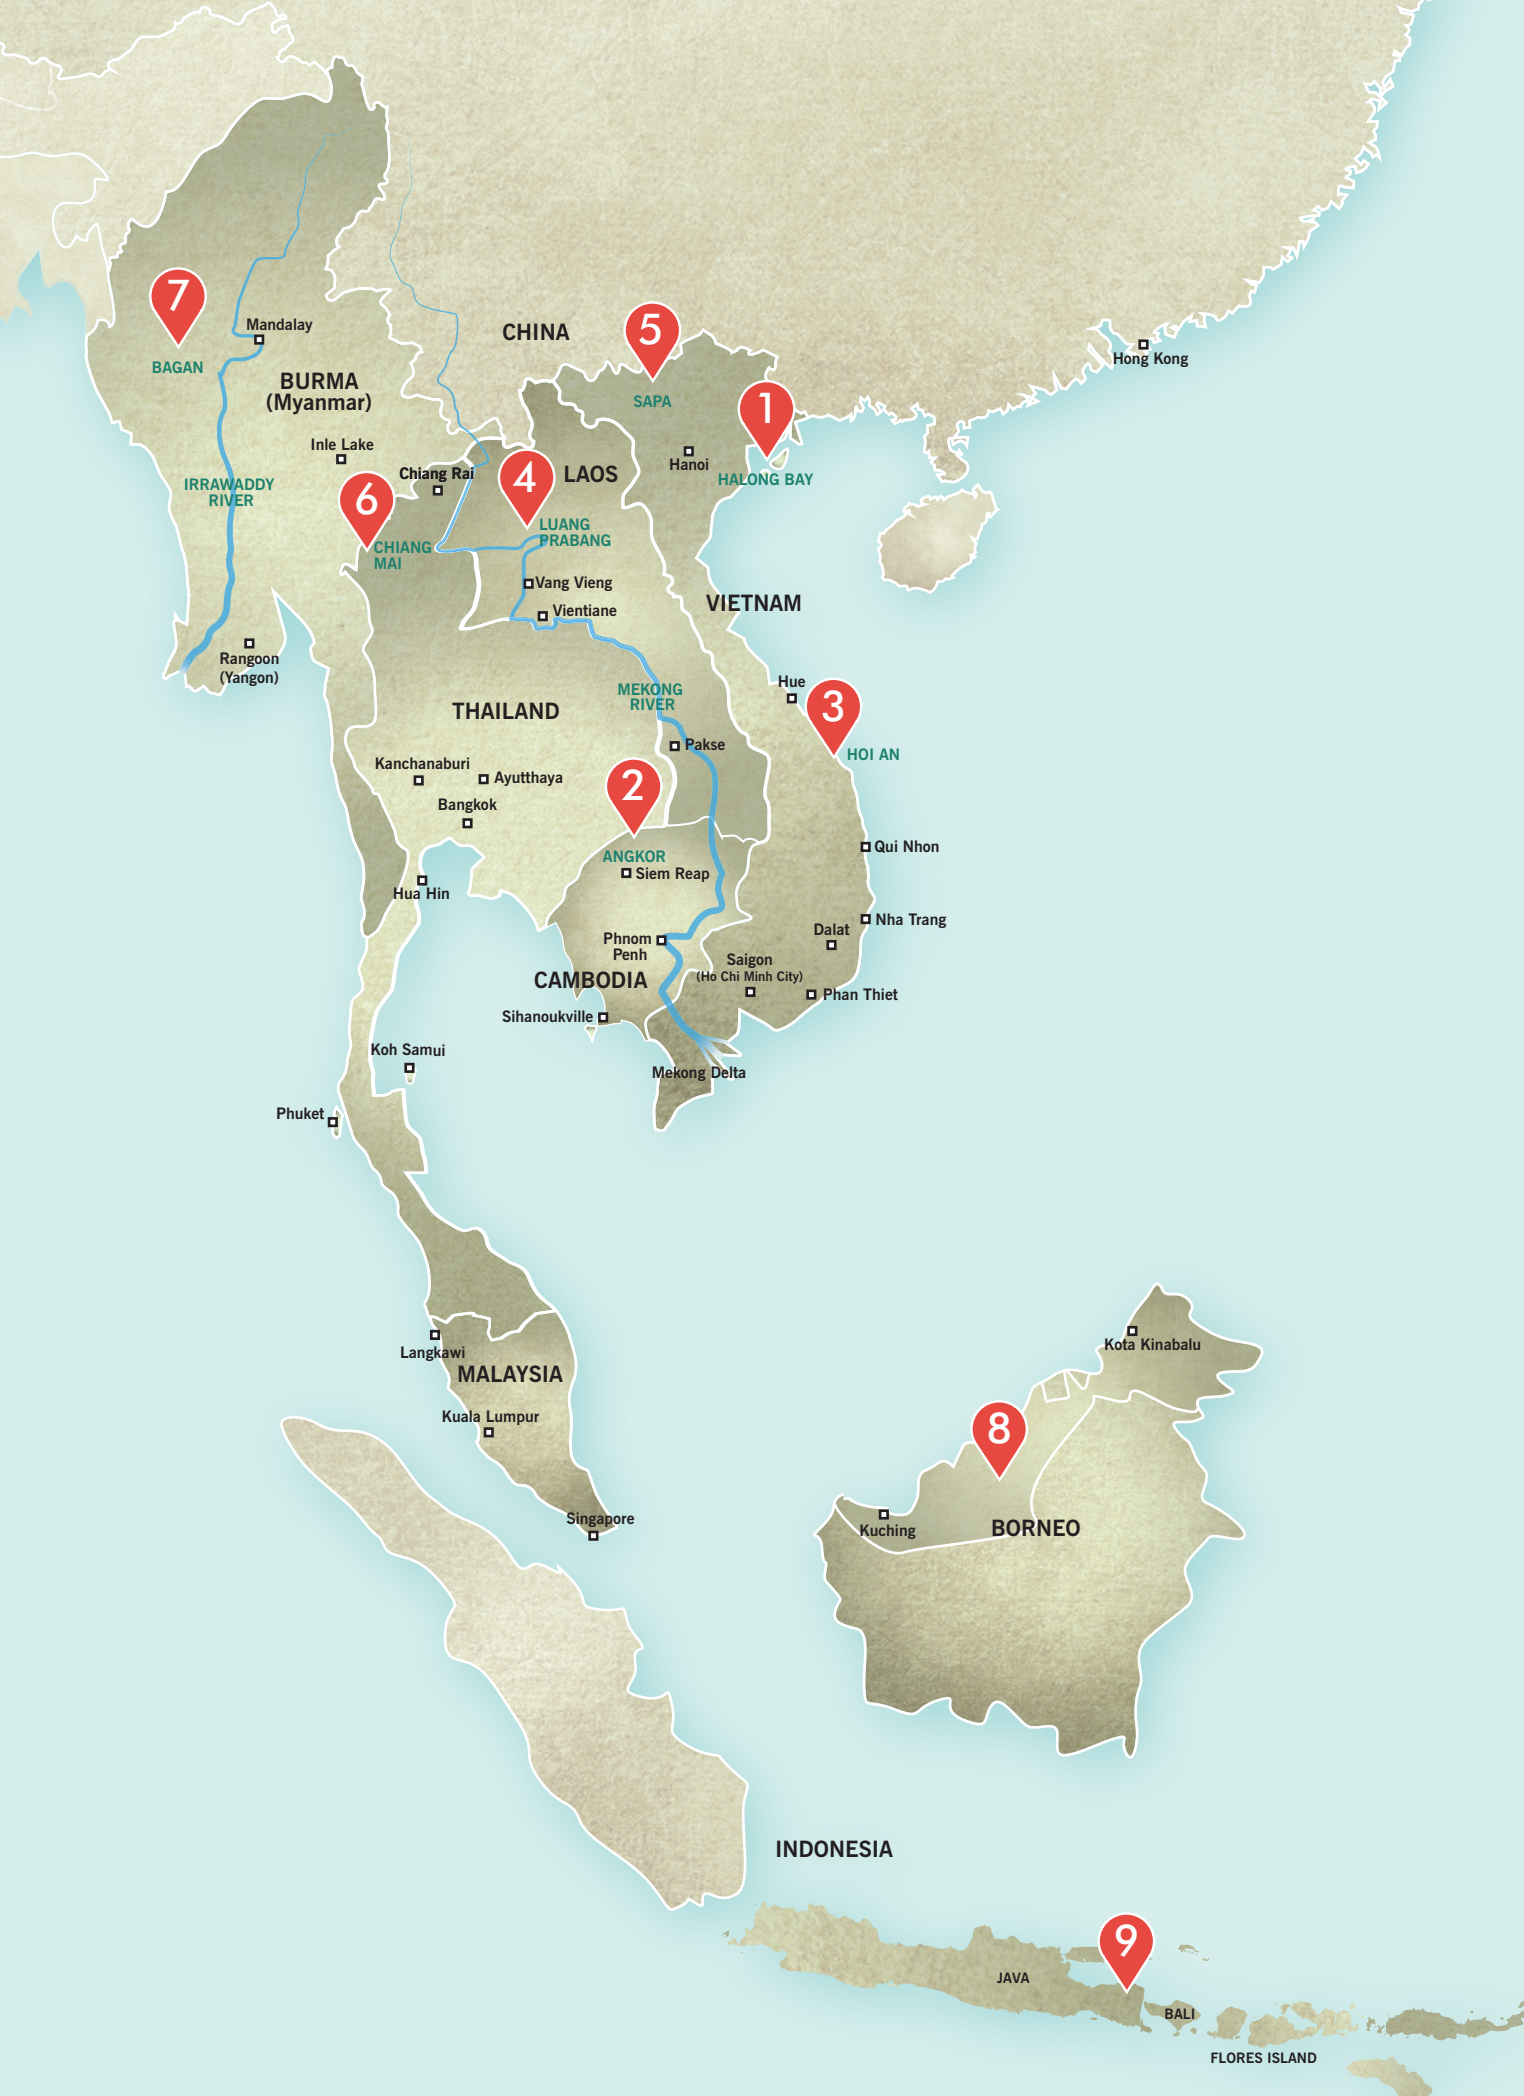 7
Mandalay
BAGAN
BURMA
(Myanmar)
CHINA
5
SAPA
1
Hanoi
HALONG BAY
Hong Kong
Inle Lake
IRRAWADDY
RIVER
Chiang Rai
6
CHIANG
MAI
4
LAOS
LUANG
PRABANG
Vang Vieng
Vientiane
VIETNAM
Rangoon
(Yangon)
THAILAND
MEKONG
RIVER
Hue
3
HOI AN
Pakse
Kanchanaburi
Ayutthaya
Bangkok
2
ANGKOR
Siem Reap
Qui Nhon
Hua Hin
Nha Trang
Dalat
Phnom
Penh
CAMBODIA
Saigon
(Ho Chi Minh City)
Phan Thiet
Sihanoukville
Koh Samui
Mekong Delta
Phuket
Langkawi
MALAYSIA
Kuala Lumpur
Singapore
Kota Kinabalu
8
Kuching
BORNEO
INDONESIA
9
JAVA
BALI
FLORES ISLAND